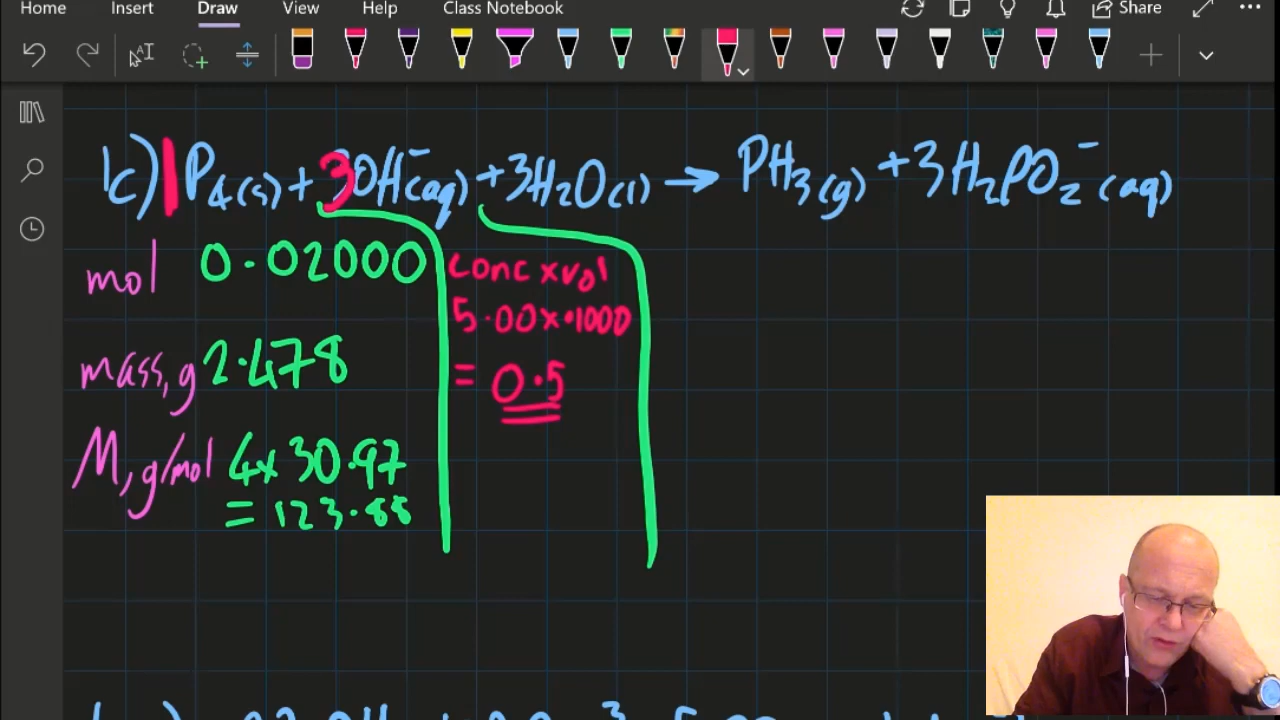 Home Insert Draw View Help Class Notebook Share
1c) 1 P4(s) + 3OH-(aq) + 3H2O(l) → PH3(g) + 3H2PO2-(aq)
mol 0.02000
conc x vol
5.00 x .1000
mass, g 2.478
= 0.5
M, g/mol 4 x 30.97
= 123.88